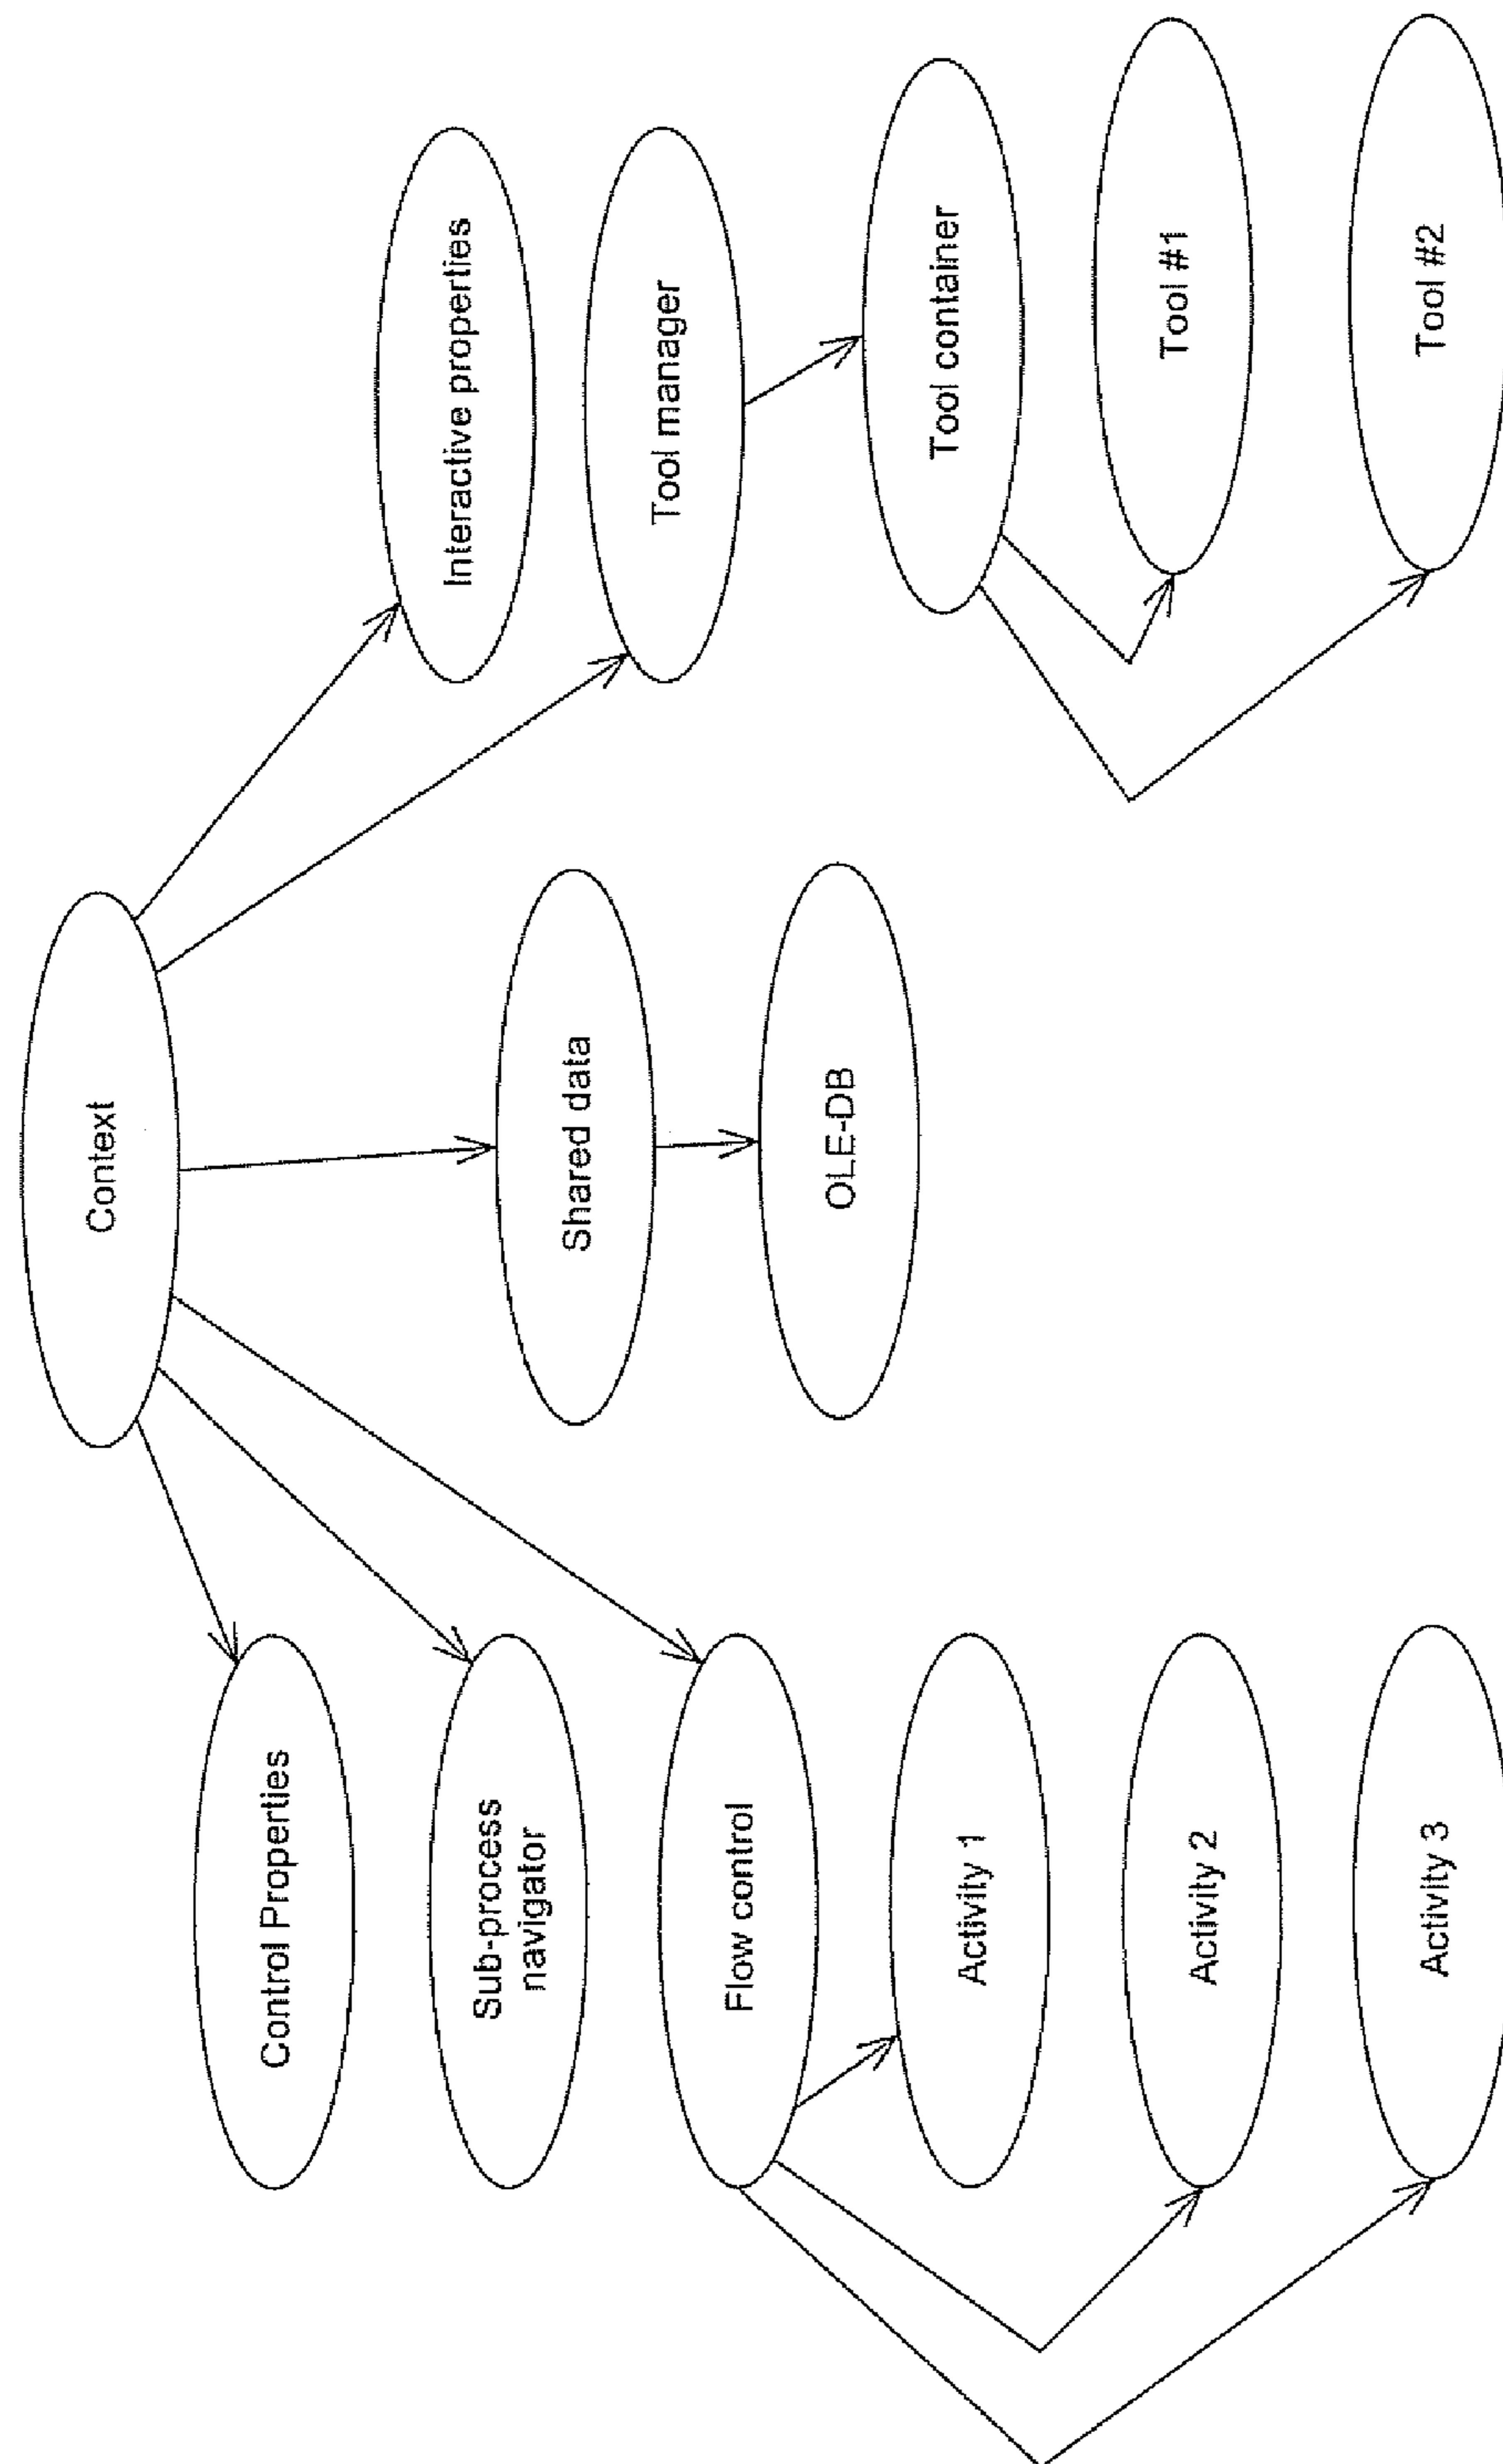 Context
Control Properties
Sub-process
navigator
Flow control
Activity 1
Activity 2
Activity 3
Shared data
OLE-DB
Interactive properties
Tool manager
Tool container
Tool #1
Tool #2